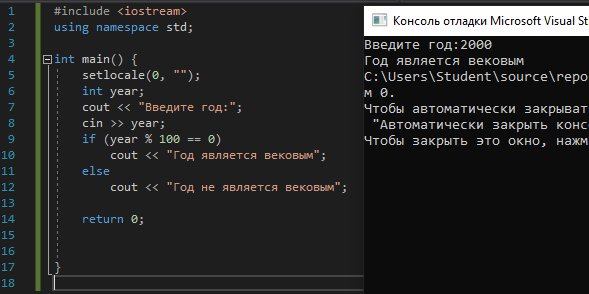 1 #include <iostream>
2 using namespace std;
3
4 int main() {
5 setlocale(0, "");
6 int year;
7 cout << "Введите год:";
8 cin >> year;
9 if (year % 100 == 0)
10 cout << "Год является вековым";
11 else
12 cout << "Год не является вековым";
13
14 return 0;
15
16
17 }
18
Консоль отладки Microsoft Visual St
Введите год:2000
Год является вековым
C:\Users\Student\source\repo
м 0.
Чтобы автоматически закрыват
"Автоматически закрыть конс
Чтобы закрыть это окно, нажм